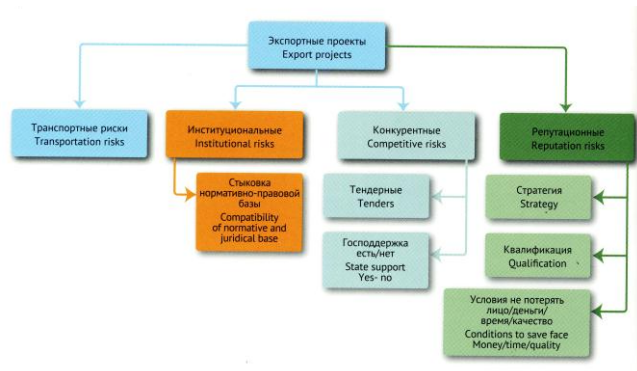 Экспортные проекты
Export projects
Транспортные риски
Transportation risks
Институциональные
Institutional risks
Конкурентные
Competitive risks
Репутационные
Reputation risks
Стыковка
нормативно-правовой
базы
Compatibility
of normative and
juridical base
Тендерные
Tenders
Господдержка
есть/нет
State support
Yes- no
Стратегия
Strategy
Квалификация
Qualification
Условия не потерять
лицо/деньги/
время/качество
Conditions to save face
Money/time/quality